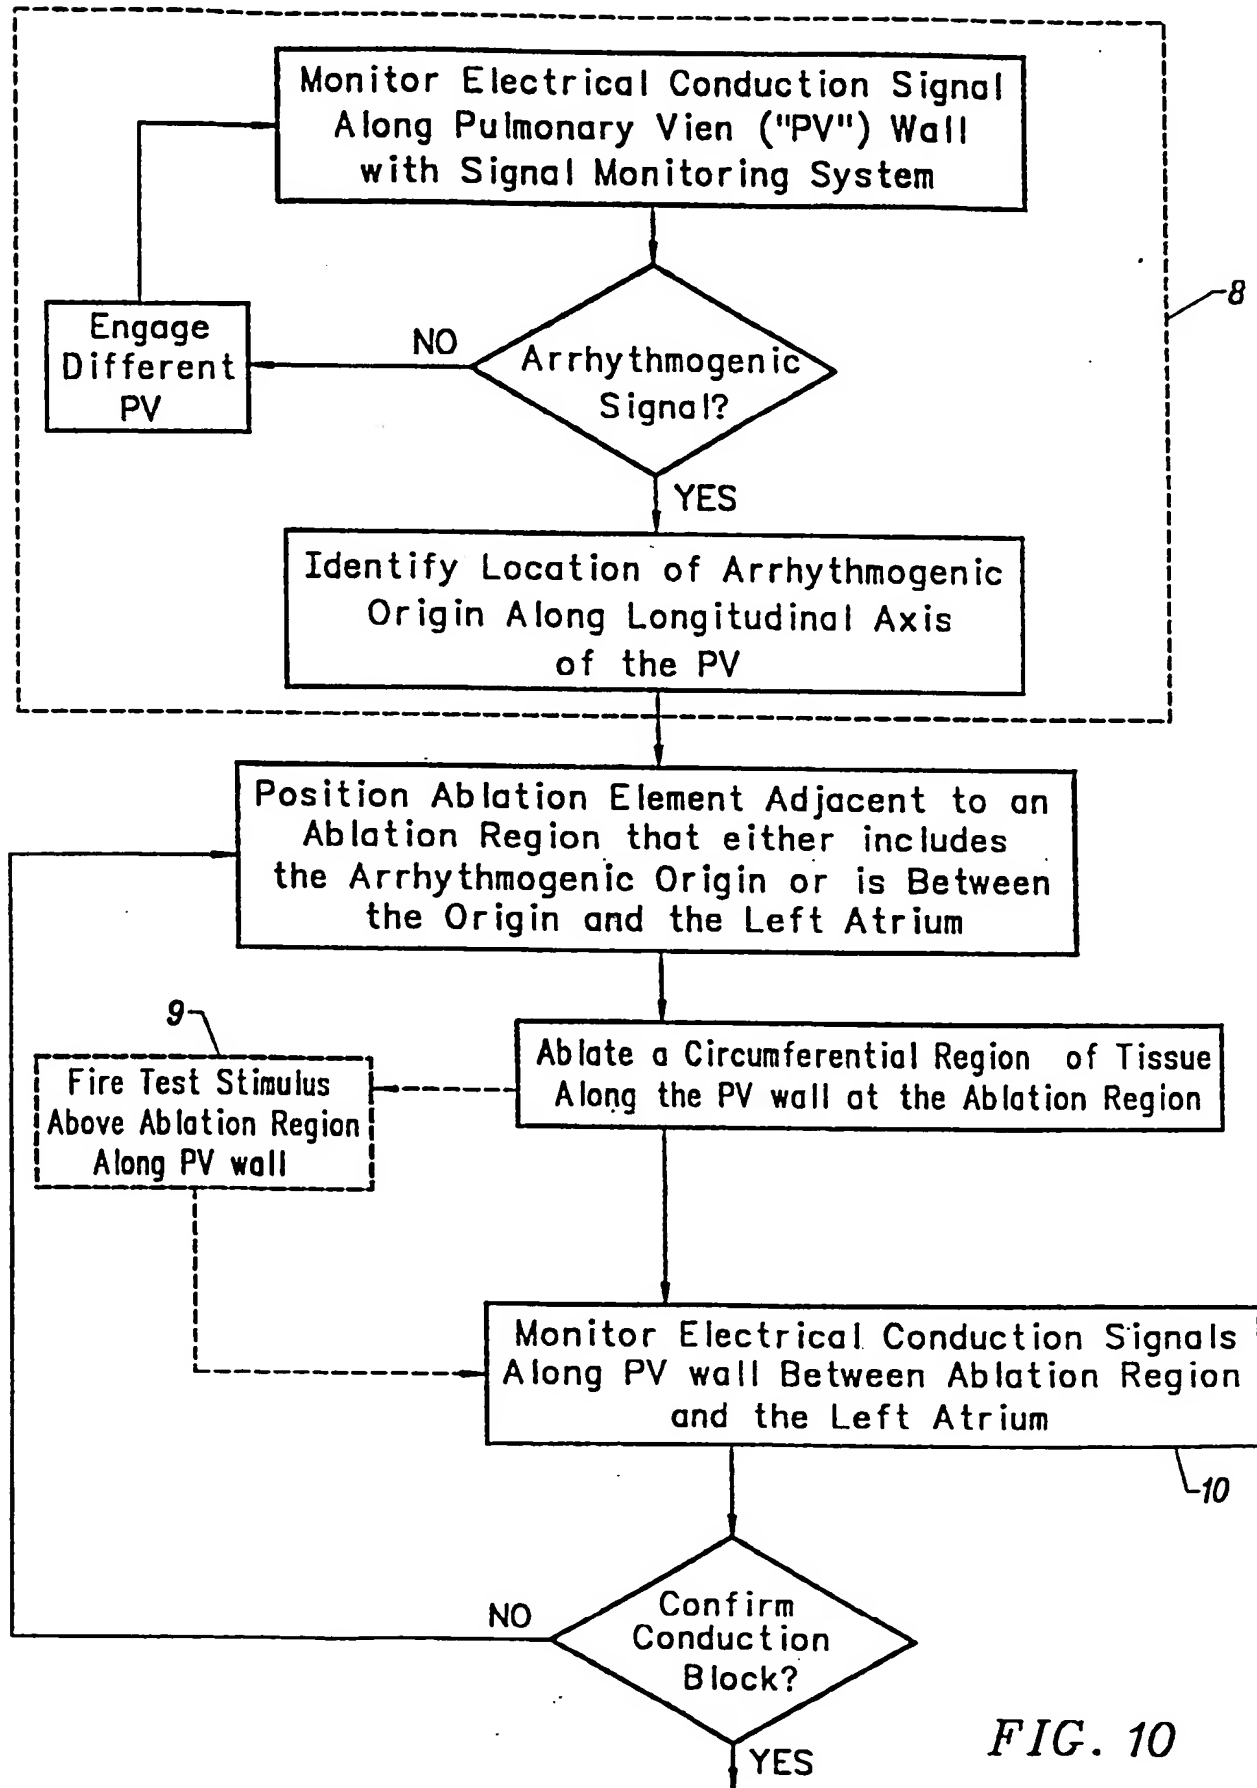 Monitor Electrical Conduction Signal
Along Pulmonary Vien ("PV") Wall
with Signal Monitoring System
8
Engage
Different
PV
NO
Arrhythmogenic
Signal?
YES
Identify Location of Arrhythmogenic
Origin Along Longitudinal Axis
of the PV
Position Ablation Element Adjacent to an
Ablation Region that either includes
the Arrhythmogenic Origin or is Between
the Origin and the Left Atrium
9
Fire Test Stimulus
Above Ablation Region
Along PV wall
Ablate a Circumferential Region of Tissue
Along the PV wall at the Ablation Region
Monitor Electrical Conduction Signals
Along PV wall Between Ablation Region
and the Left Atrium
10
NO
Confirm
Conduction
Block?
YES
FIG. 10